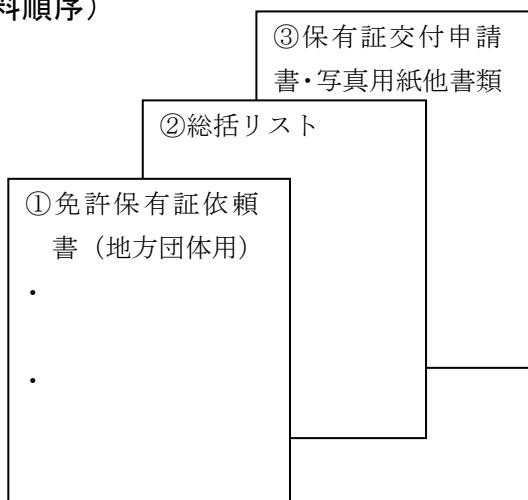 料順序）
③保有証交付申請
書・写真用紙他書類
②総括リスト
①免許保有証依頼
書（地方団体用）
・
・